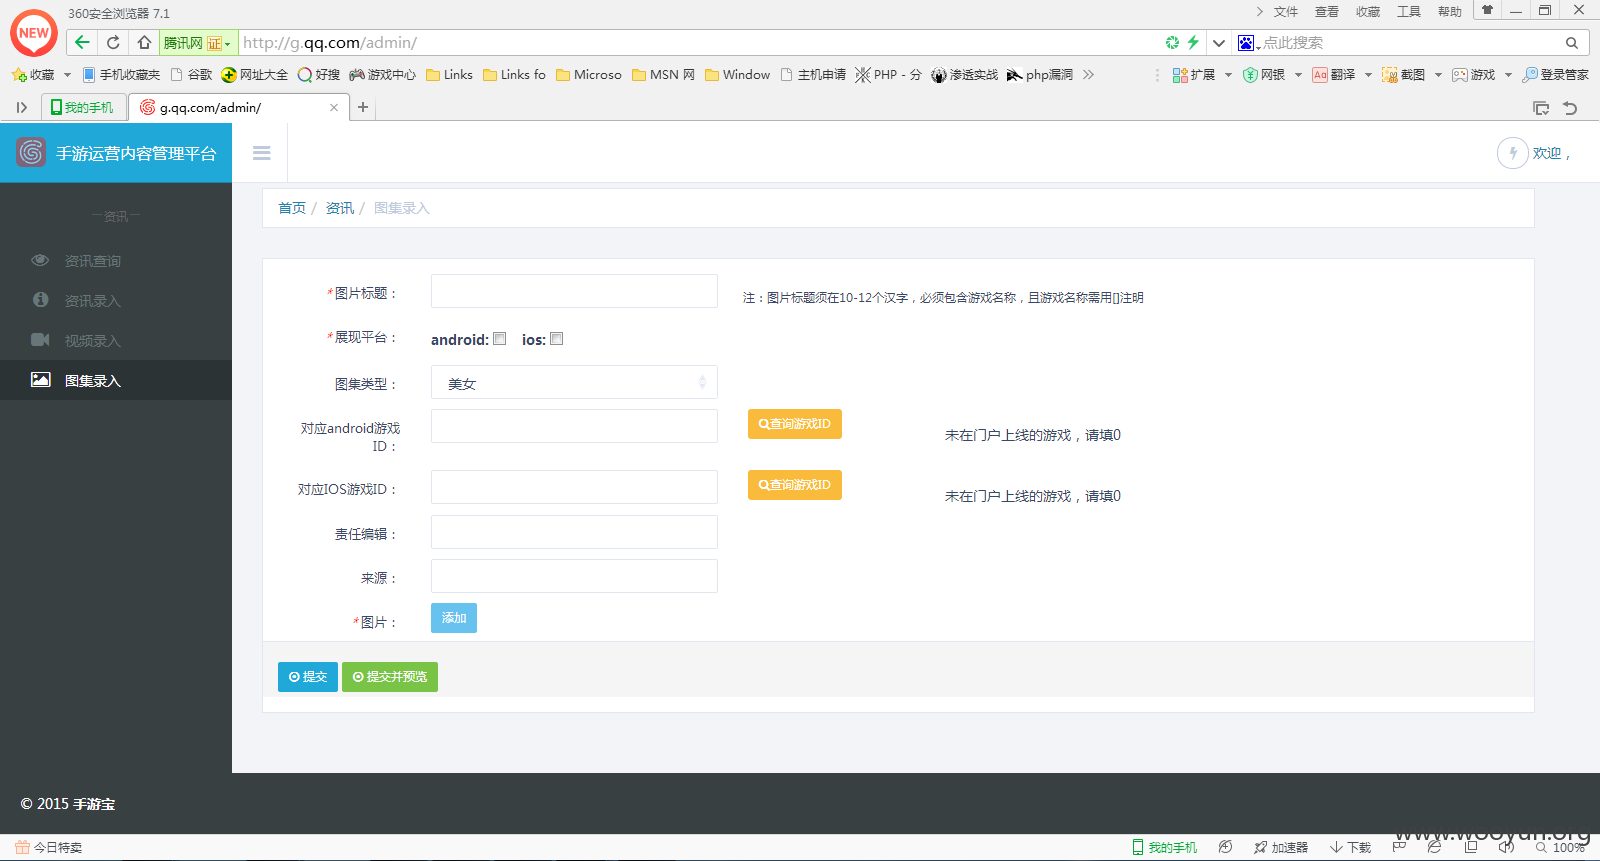 360安全浏览器 7.1
文件 查看 收藏 工具 帮助
NEW
腾讯网 证 http://g.qq.com/admin/ 点此搜索
收藏 手机收藏夹 谷歌 网址大全 好搜 游戏中心 Links Links fo Microso MSN 网 Window 主机申请 PHP - 分 渗透实战 php漏洞 扩展 网银 Aa 翻译 截图 游戏 登录管家
我的手机 g.qq.com/admin/
手游运营内容管理平台
欢迎，
资讯
首页 / 资讯 / 图集录入
资讯查询
资讯录入
视频录入
图集录入
*图片标题： 注：图片标题须在10-12个汉字，必须包含游戏名称，且游戏名称需用[]注明
*展现平台： android: ios:
图集类型： 美女
对应android游戏
ID： 查询游戏ID 未在门户上线的游戏，请填0
对应IOS游戏ID： 查询游戏ID 未在门户上线的游戏，请填0
责任编辑：
来源：
*图片： 添加
提交 提交并预览
© 2015 手游宝
www.wooyun.org
今日特卖 我的手机 加速器 下载 100%